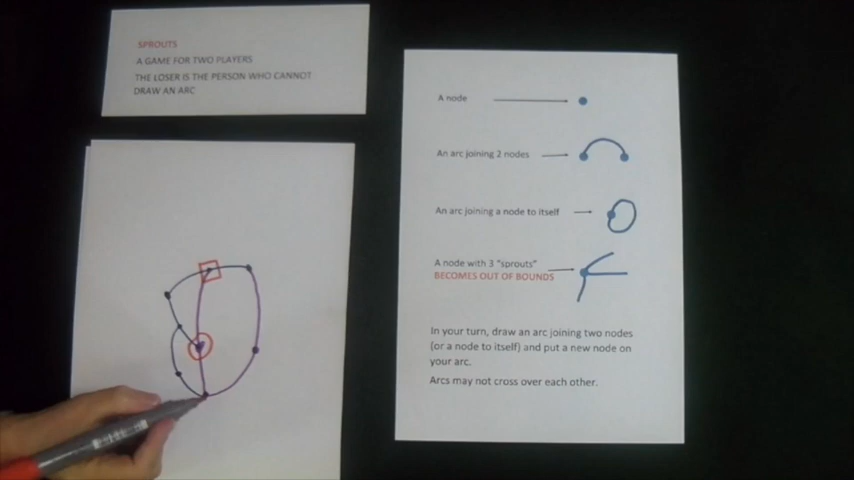 SPROUTS
A GAME FOR TWO PLAYERS
THE LOSER IS THE PERSON WHO CANNOT
DRAW AN ARC
A node
An arc joining 2 nodes
An arc joining a node to itself
A node with 3 "sprouts"
BECOMES OUT OF BOUNDS
In your turn, draw an arc joining two nodes
(or a node to itself) and put a new node on
your arc.
Arcs may not cross over each other.